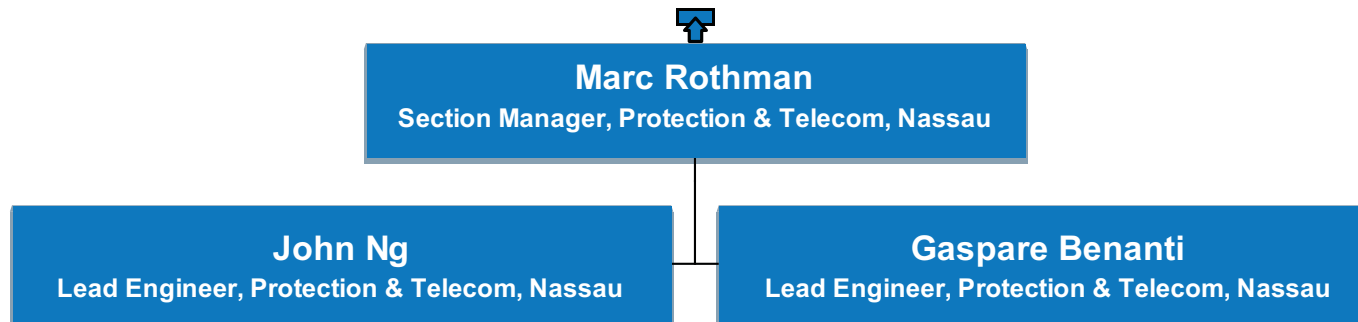 Marc Rothman
Section Manager, Protection & Telecom, Nassau
John Ng
Lead Engineer, Protection & Telecom, Nassau
Gaspare Benanti
Lead Engineer, Protection & Telecom, Nassau